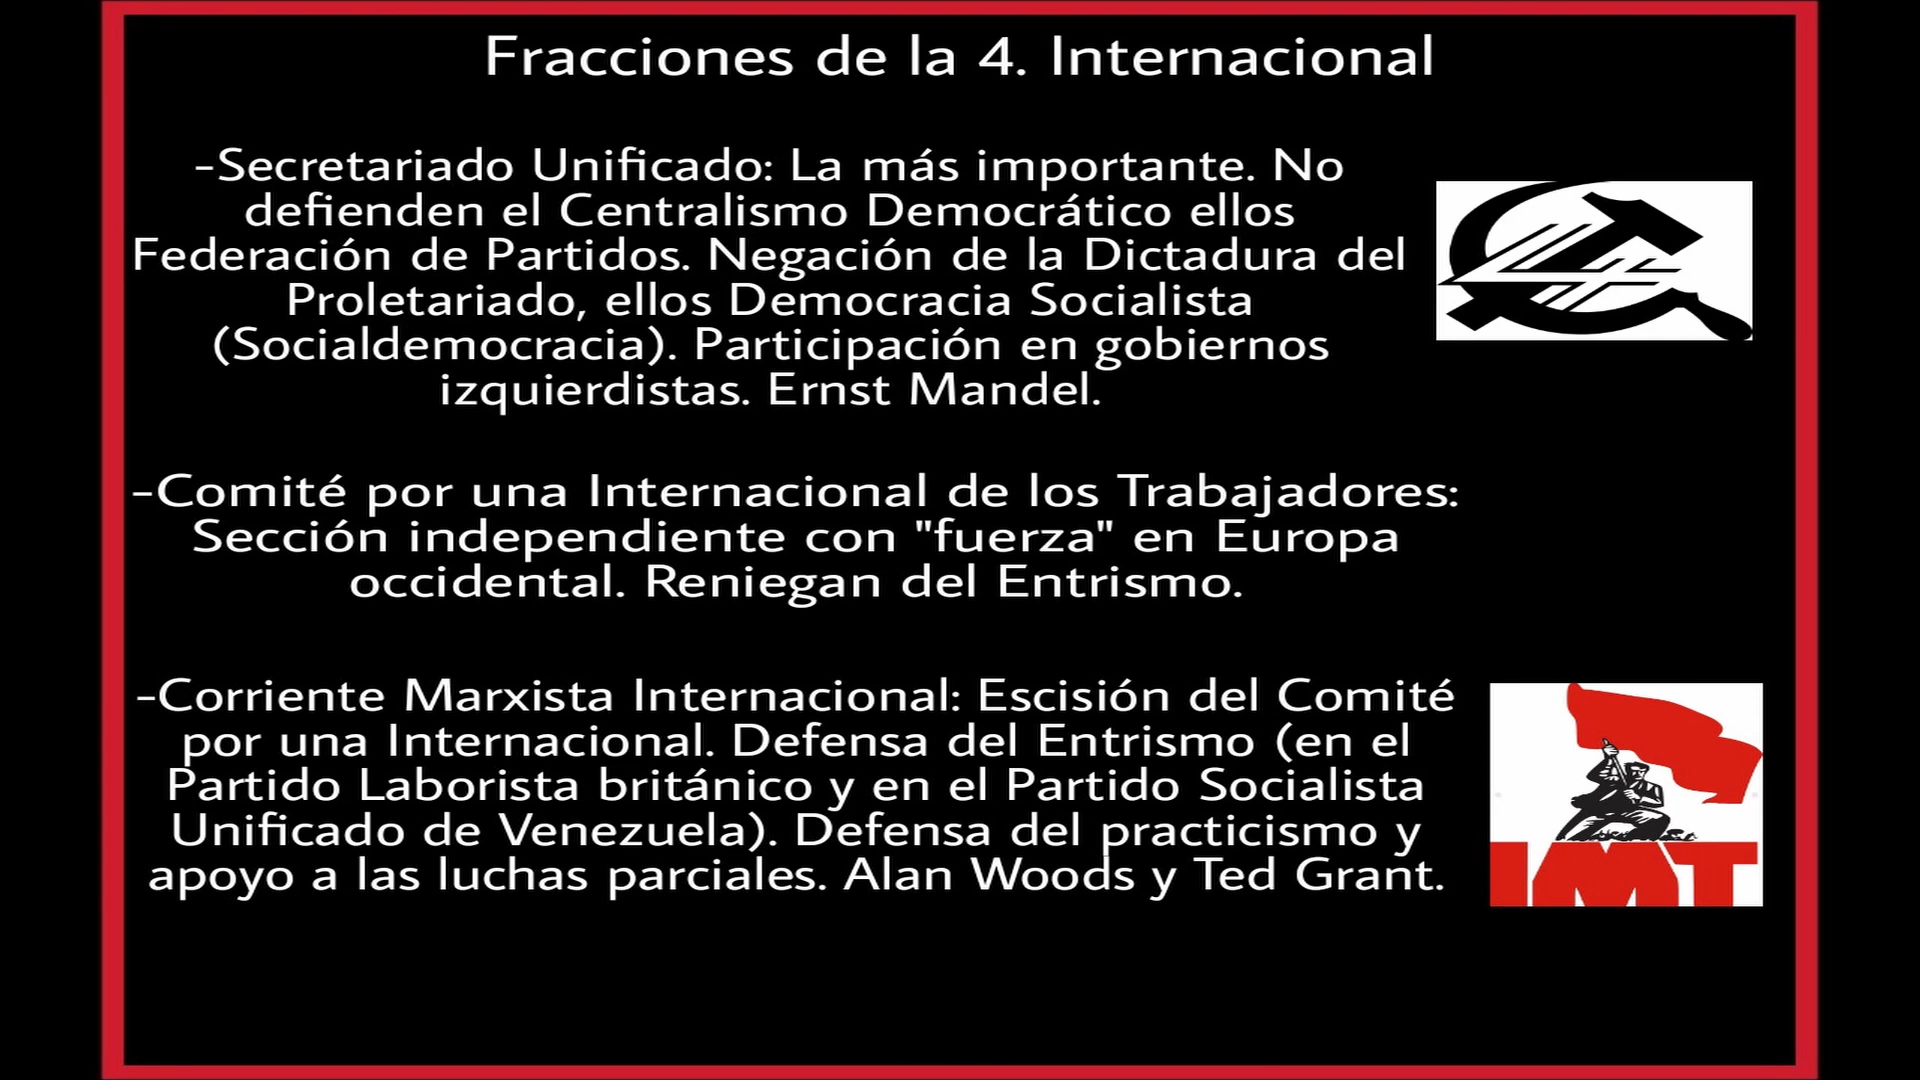 Fracciones de la 4. Internacional
-Secretariado Unificado: La más importante. No
defienden el Centralismo Democrático ellos
Federación de Partidos. Negación de la Dictadura del
Proletariado, ellos Democracia Socialista
(Socialdemocracia). Participación en gobiernos
izquierdistas. Ernst Mandel.
-Comité por una Internacional de los Trabajadores:
Sección independiente con "fuerza" en Europa
occidental. Reniegan del Entrismo.
-Corriente Marxista Internacional: Escisión del Comité
por una Internacional. Defensa del Entrismo (en el
Partido Laborista británico y en el Partido Socialista
Unificado de Venezuela). Defensa del practicismo y
apoyo a las luchas parciales. Alan Woods y Ted Grant.
IMT